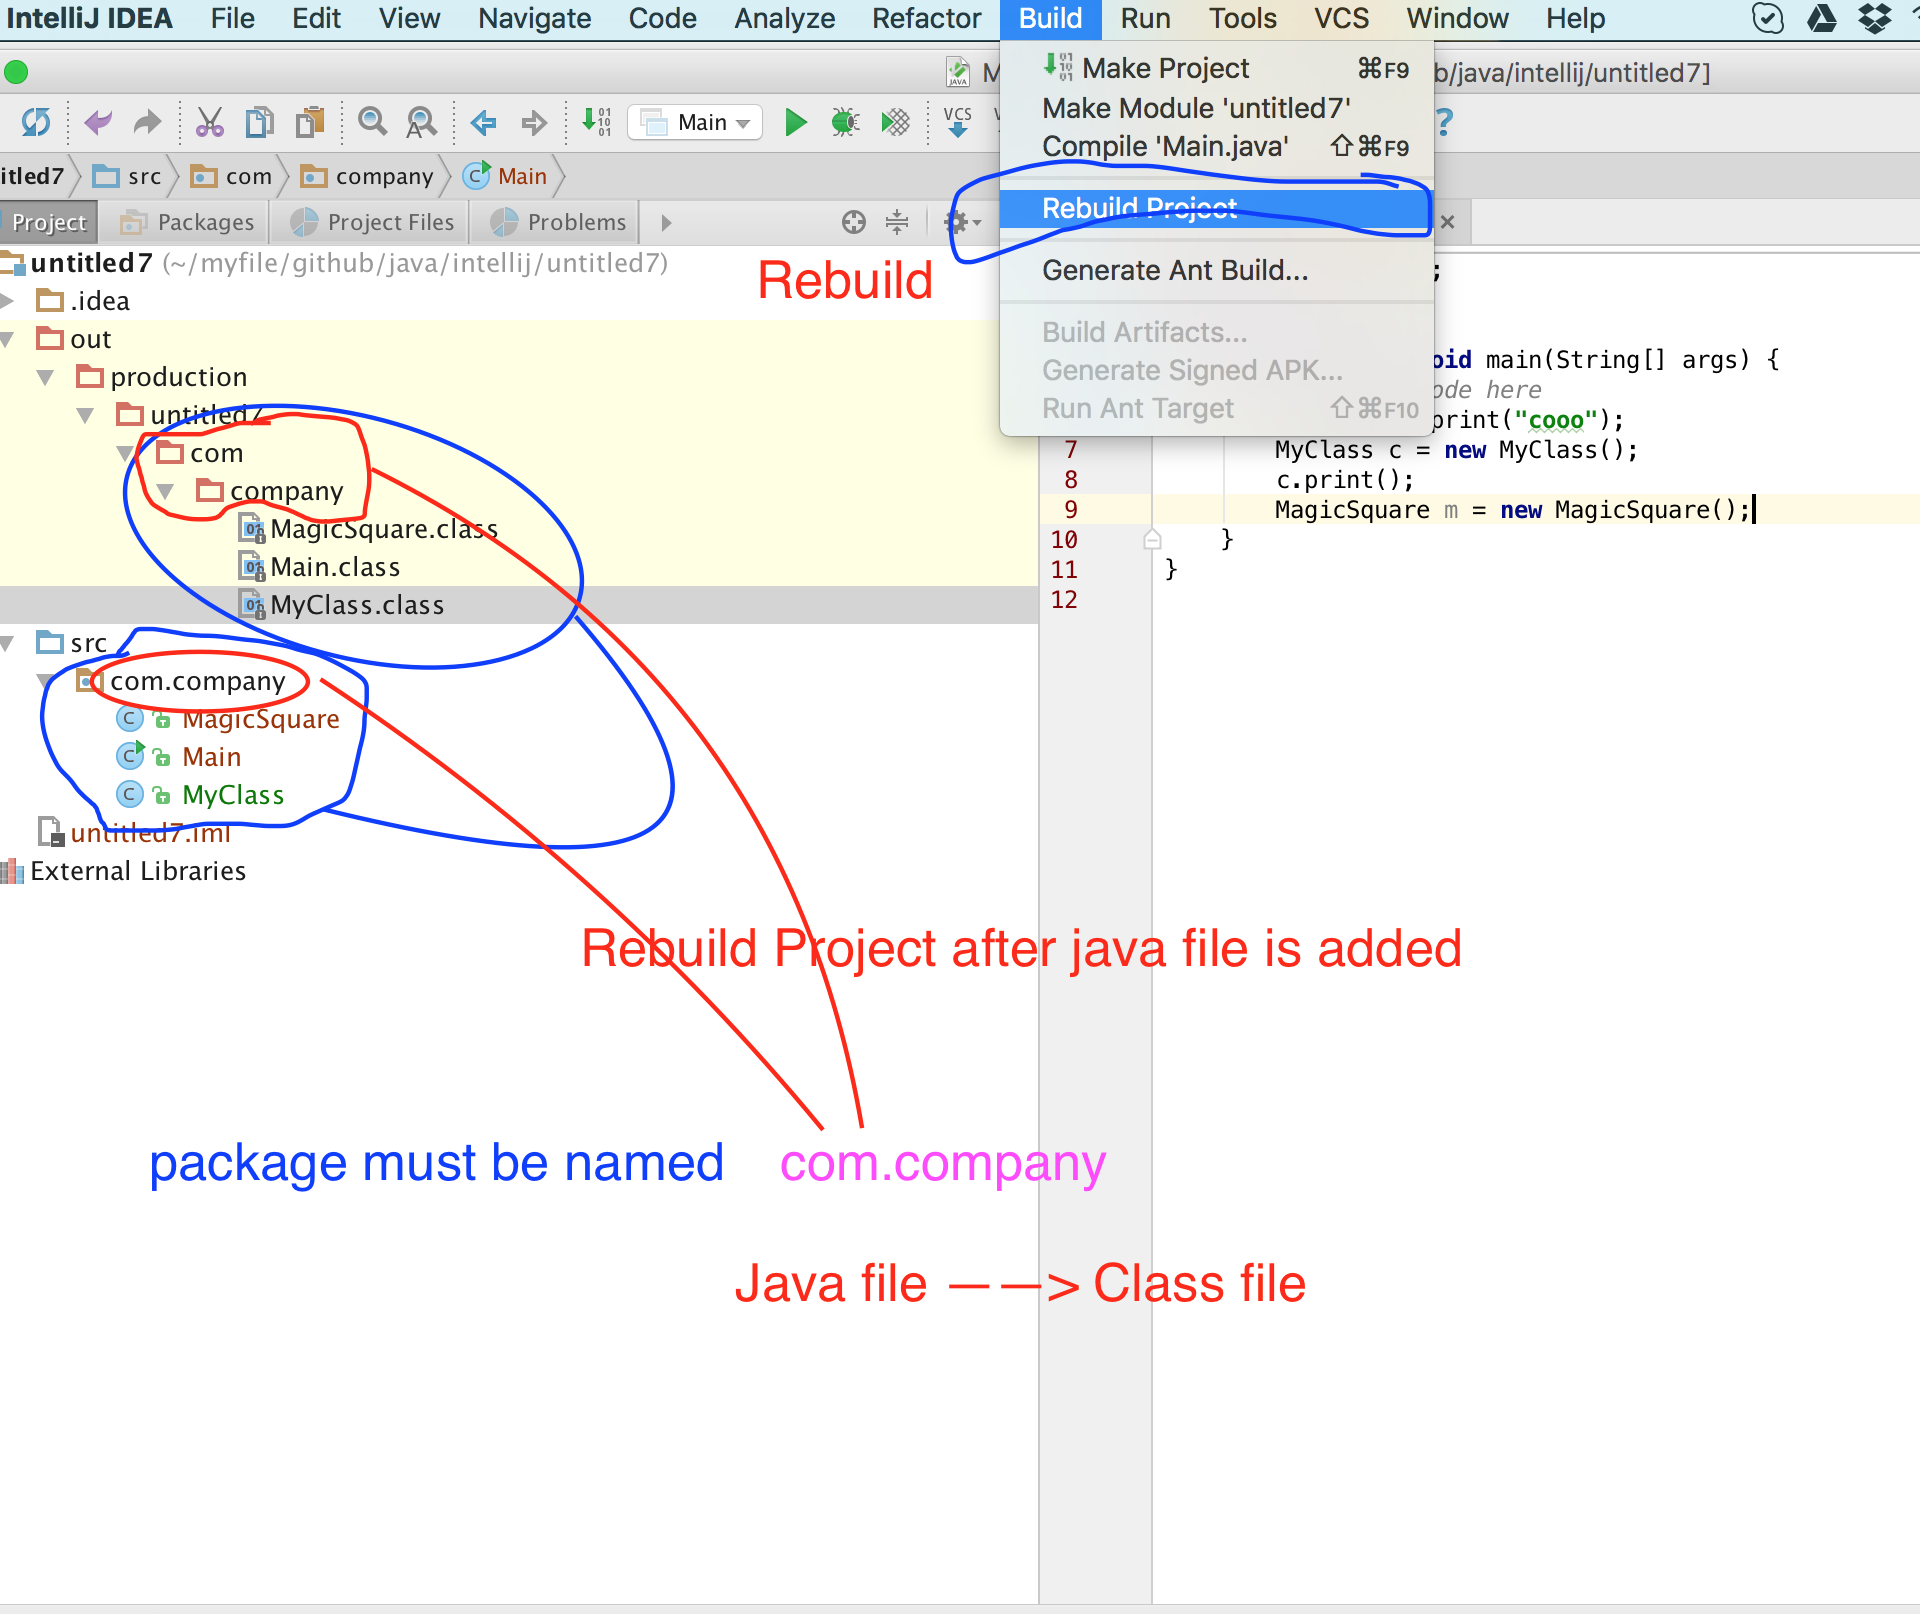 IntelliJ IDEA File Edit View Navigate Code Analyze Refactor Build Run Tools VCS Window Help
b/java/intellij/untitled7]
Make Project ⌘F9
Make Module 'untitled7'
Compile 'Main.java' ⇧⌘F9
Rebuild Project
Generate Ant Build...
Build Artifacts...
Generate Signed APK...
Run Ant Target ⇧⌘F10
Main VCS ?
itled7 src com company Main
Project Packages Project Files Problems
untitled7 (~/myfile/github/java/intellij/untitled7)
Rebuild
.idea
out
production
untitled7
com
company
MagicSquare.class
Main.class
MyClass.class
src
com.company
MagicSquare
Main
MyClass
untitled7.iml
External Libraries
;
oid main(String[] args) {
ode here
print("cooo");
7 MyClass c = new MyClass();
8 c.print();
9 MagicSquare m = new MagicSquare();
10 }
11 }
12
Rebuild Project after java file is added
package must be named com.company
Java file ——> Class file